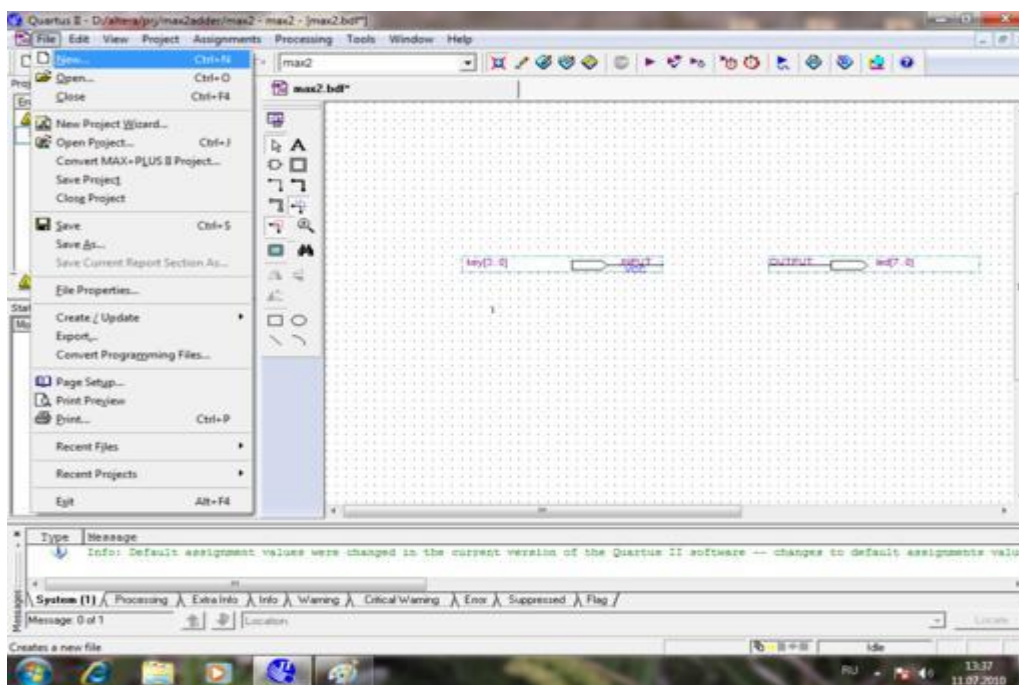 Quartus II - D:/altera/prj/max2adder/max2 - max2 - [max2.bdf*]
File Edit View Project Assignments Processing Tools Window Help
New... Ctrl+N
max2
Open... Ctrl+O
Close Ctrl+F4
max2.bdf*
New Project Wizard...
Open Project... Ctrl+J
Convert MAX+PLUS II Project...
Save Project
Close Project
Save Ctrl+S
Save As...
Save Current Report Section As...
File Properties...
Create / Update
Export...
Convert Programming Files...
Page Setup...
Print Preview
Print... Ctrl+P
Recent Files
Recent Projects
Exit Alt+F4
INPUT
VCC
OUTPUT led[7..0]
Type Message
Info: Default assignment values were changed in the current version of the Quartus II software -- changes to default assignments valu
System (1) Processing Extra Info Info Warning Critical Warning Error Suppressed Flag
Message: 0 of 1 Location: Locate
Creates a new file Idle
RU 13:37
11.07.2010